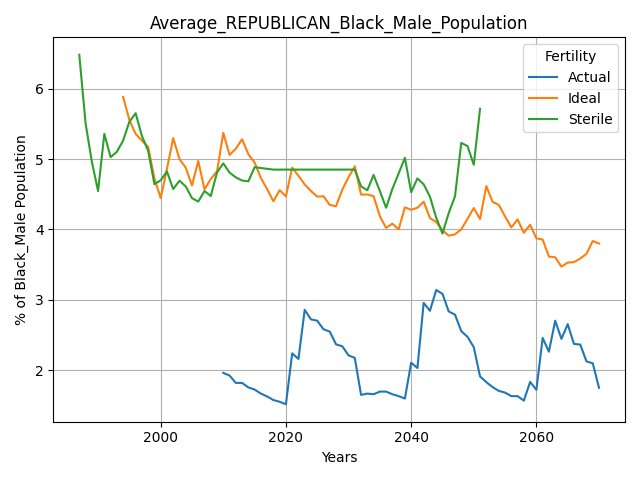 Average_REPUBLICAN_Black_Male_Population
% of Black_Male Population
6
5
4
3
2
Fertility
Actual
Ideal
Sterile
2000
2020
2040
2060
Years